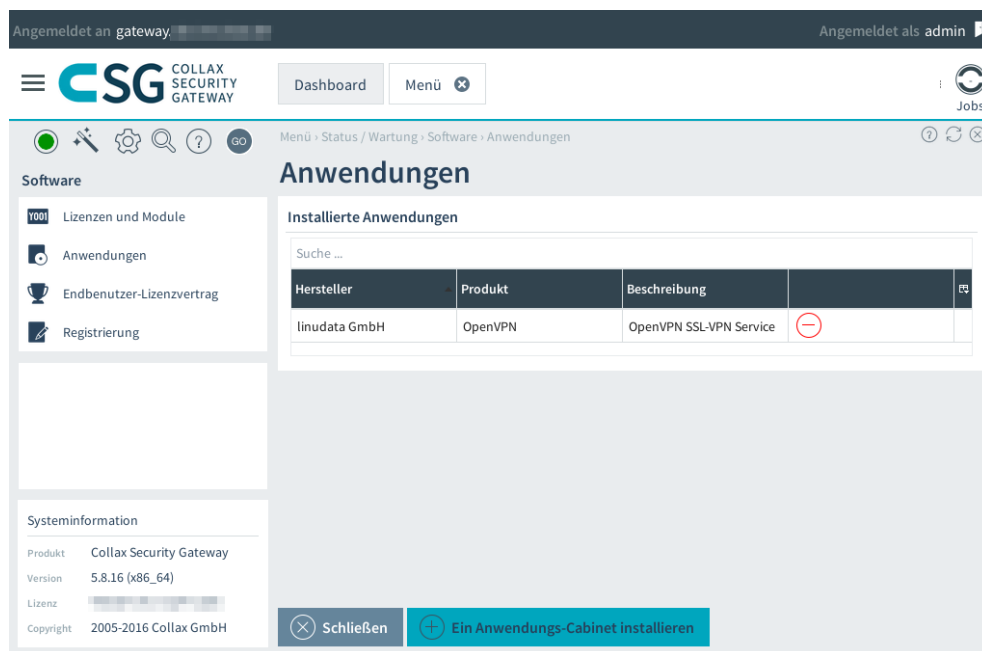 Angemeldet an gateway.
Angemeldet als admin
CSG COLLAX
SECURITY
GATEWAY
Dashboard
Menü
Jobs
GO
Menü › Status / Wartung › Software › Anwendungen
Anwendungen
Software
Y001 Lizenzen und Module
Anwendungen
Endbenutzer-Lizenzvertrag
Registrierung
Installierte Anwendungen
Suche ...
Hersteller Produkt Beschreibung
linudata GmbH OpenVPN OpenVPN SSL-VPN Service
Systeminformation
Produkt Collax Security Gateway
Version 5.8.16 (x86_64)
Lizenz
Copyright 2005-2016 Collax GmbH
Schließen
Ein Anwendungs-Cabinet installieren